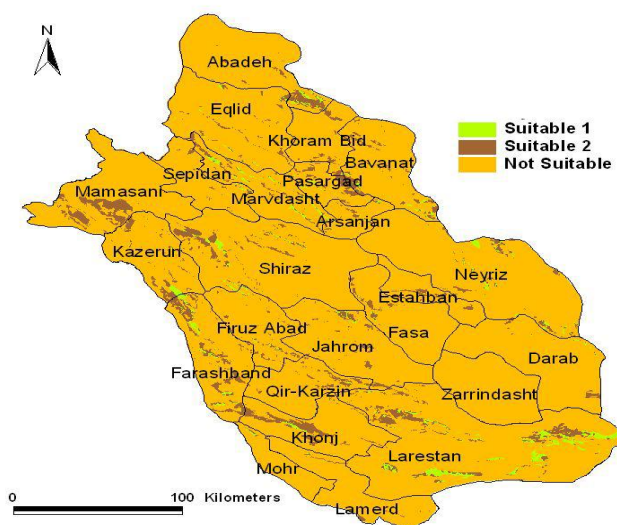 N
Abadeh
Eqlid
Suitable 1
Khoram Bid
Suitable 2
Bavanat
Not Suitable
Sepidan
Pasargad
Mamasani
Marvdasht
Arsanjan
Kazerun
Shiraz
Neyriz
Estahban
Firuz Abad
Fasa
Jahrom
Darab
Farashband
Qir-Karzin
Zarrindasht
Khonj
Larestan
Mohr
0 100 Kilometers
Lamerd